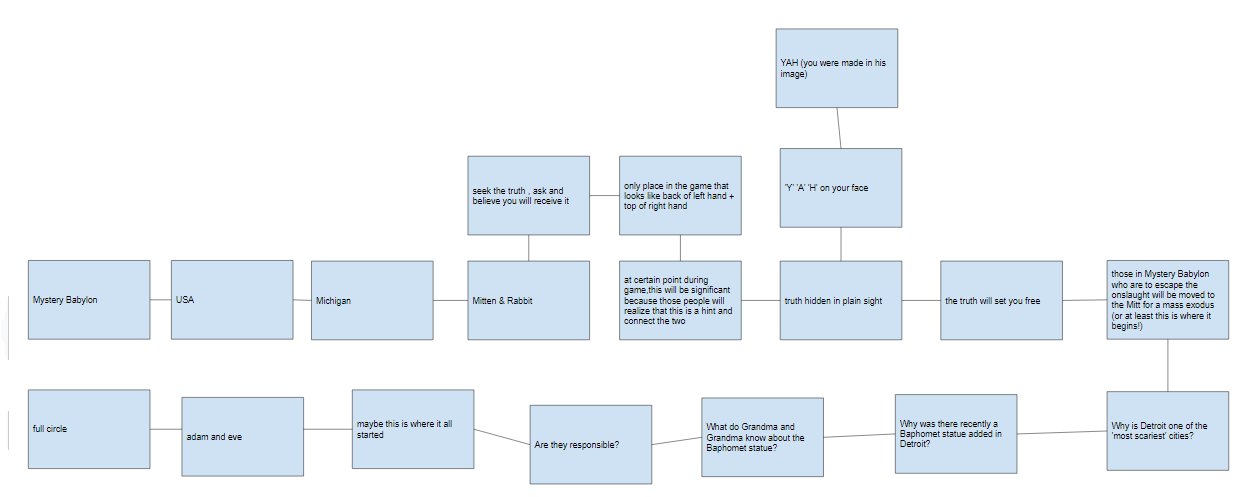 YAH (you were made in his
image)
seek the truth , ask and
believe you will receive it
only place in the game that
looks like back of left hand +
top of right hand
'Y' 'A' 'H' on your face
Mystery Babylon
USA
Michigan
Mitten & Rabbit
at certain point during
game,this will be significant
because those people will
realize that this is a hint and
connect the two
truth hidden in plain sight
the truth will set you free
those in Mystery Babylon
who are to escape the
onslaught will be moved to
the Mitt for a mass exodus
(or at least this is where it
begins!)
full circle
adam and eve
maybe this is where it all
started
Are they responsible?
What do Grandma and
Grandma know about the
Baphomet statue?
Why was there recently a
Baphomet statue added in
Detroit?
Why is Detroit one of the
'most scariest' cities?